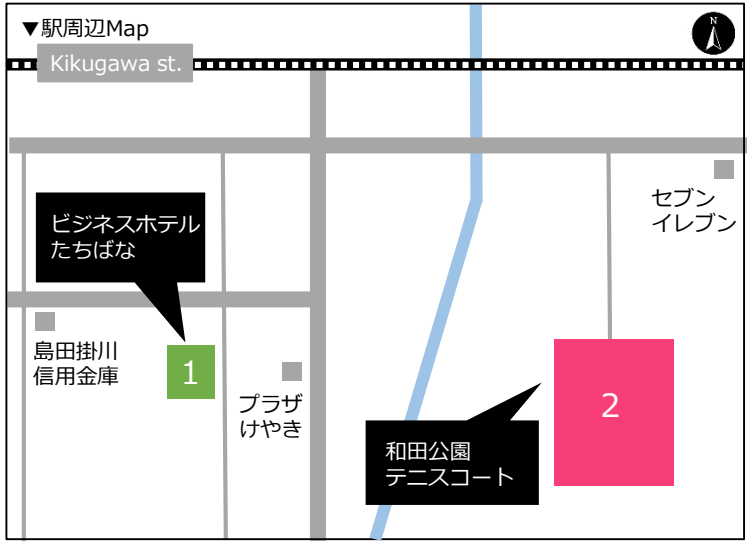 ▼駅周辺Map
N
Kikugawa st.
セブン
イレブン
ビジネスホテル
たちばな
島田掛川
信用金庫
1
プラザ
けやき
2
和田公園
テニスコート